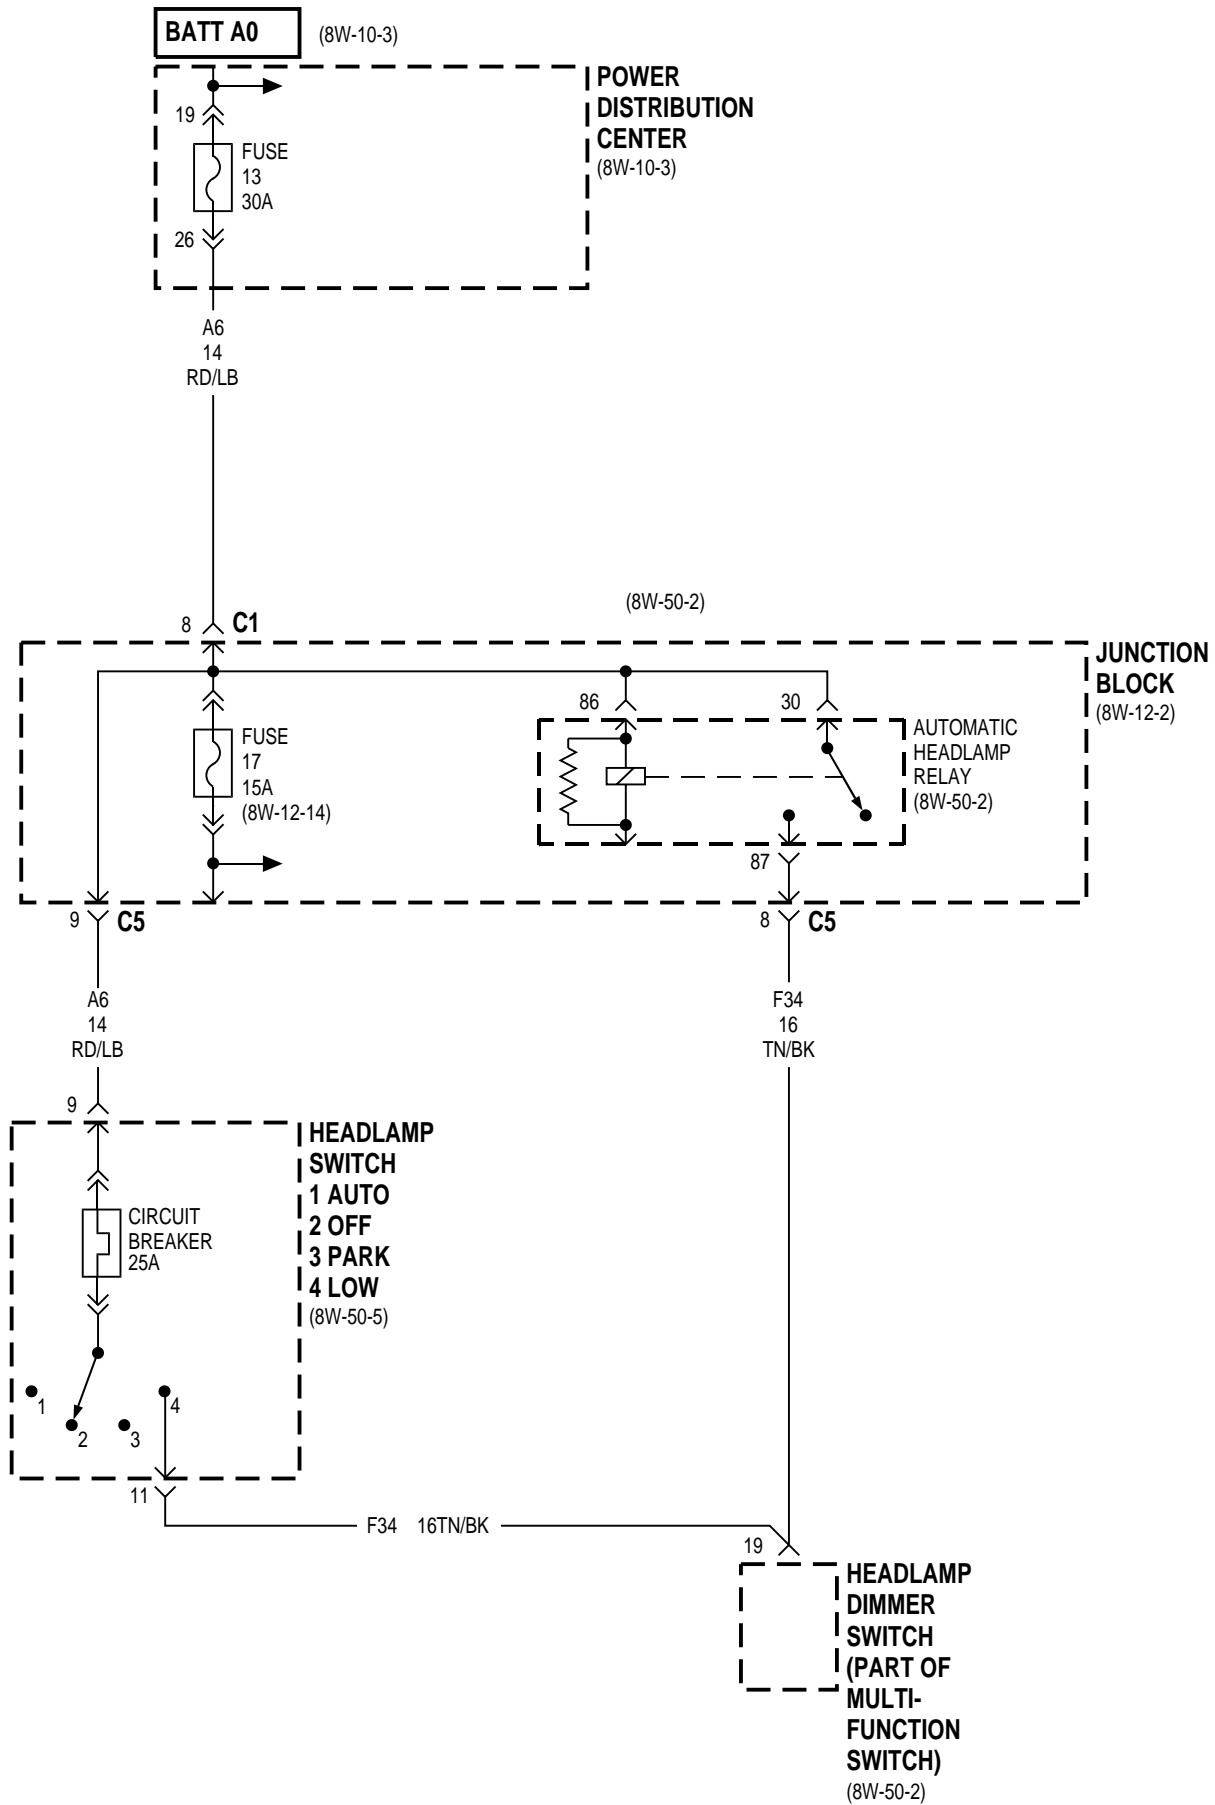 BATT A0
(8W-10-3)
POWER
DISTRIBUTION
CENTER
(8W-10-3)
19
FUSE
13
30A
26
A6
14
RD/LB
(8W-50-2)
8
C1
JUNCTION
BLOCK
(8W-12-2)
86
30
FUSE
17
15A
(8W-12-14)
AUTOMATIC
HEADLAMP
RELAY
(8W-50-2)
87
9
C5
8
C5
A6
14
RD/LB
F34
16
TN/BK
9
HEADLAMP
SWITCH
1 AUTO
2 OFF
3 PARK
4 LOW
(8W-50-5)
CIRCUIT
BREAKER
25A
1
2
3
4
11
F34 16TN/BK
19
HEADLAMP
DIMMER
SWITCH
(PART OF
MULTI-
FUNCTION
SWITCH)
(8W-50-2)